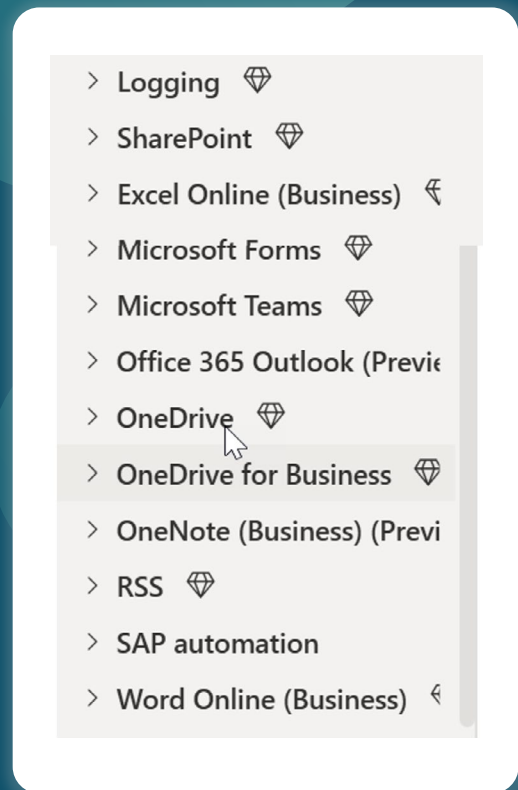 Logging
SharePoint
Excel Online (Business)
Microsoft Forms
Microsoft Teams
Office 365 Outlook (Previe
OneDrive
OneDrive for Business
OneNote (Business) (Previ
RSS
SAP automation
Word Online (Business)